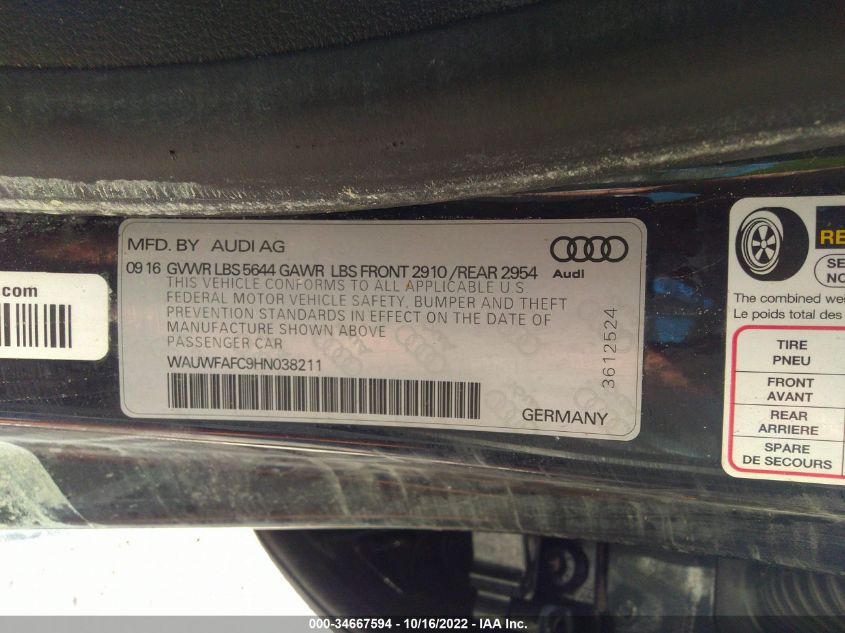 MFD. BY AUDI AG
Audi
09 16 GVWR LBS 5644 GAWR LBS FRONT 2910 /REAR 2954
THIS VEHICLE CONFORMS TO ALL APPLICABLE U.S.
FEDERAL MOTOR VEHICLE SAFETY, BUMPER AND THEFT
PREVENTION STANDARDS IN EFFECT ON THE DATE OF
MANUFACTURE SHOWN ABOVE
PASSENGER CAR
WAUWFAFC9HN038211
GERMANY
3612524
.com
The combined
Le poids total des
TIRE
PNEU
FRONT
AVANT
REAR
ARRIERE
SPARE
DE SECOURS
000-34667594 - 10/16/2022 - IAA Inc.